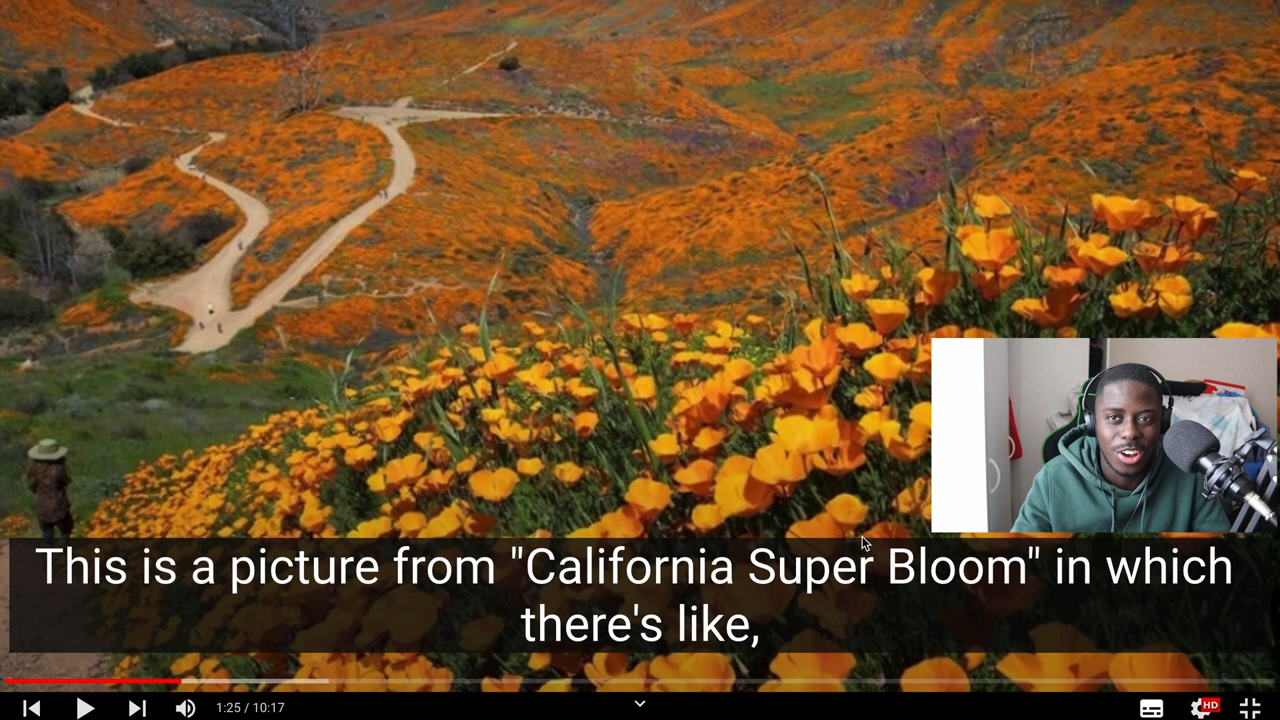 This is a picture from "California Super Bloom" in which
there's like,
1:25 / 10:17
HD